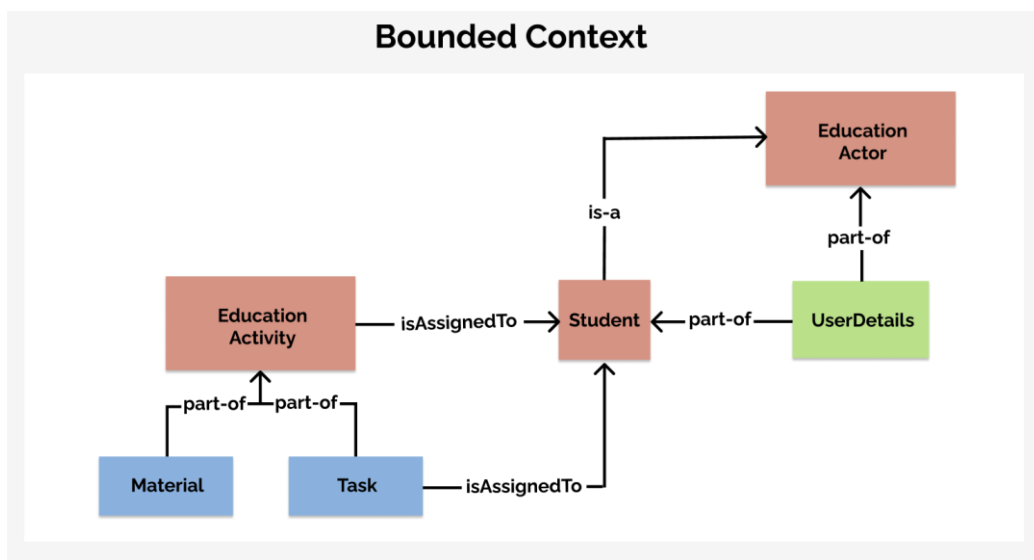 Bounded Context
Education
Actor
is-a
part-of
Education
Activity
isAssignedTo
Student
part-of
UserDetails
part-of
part-of
Material
Task
isAssignedTo